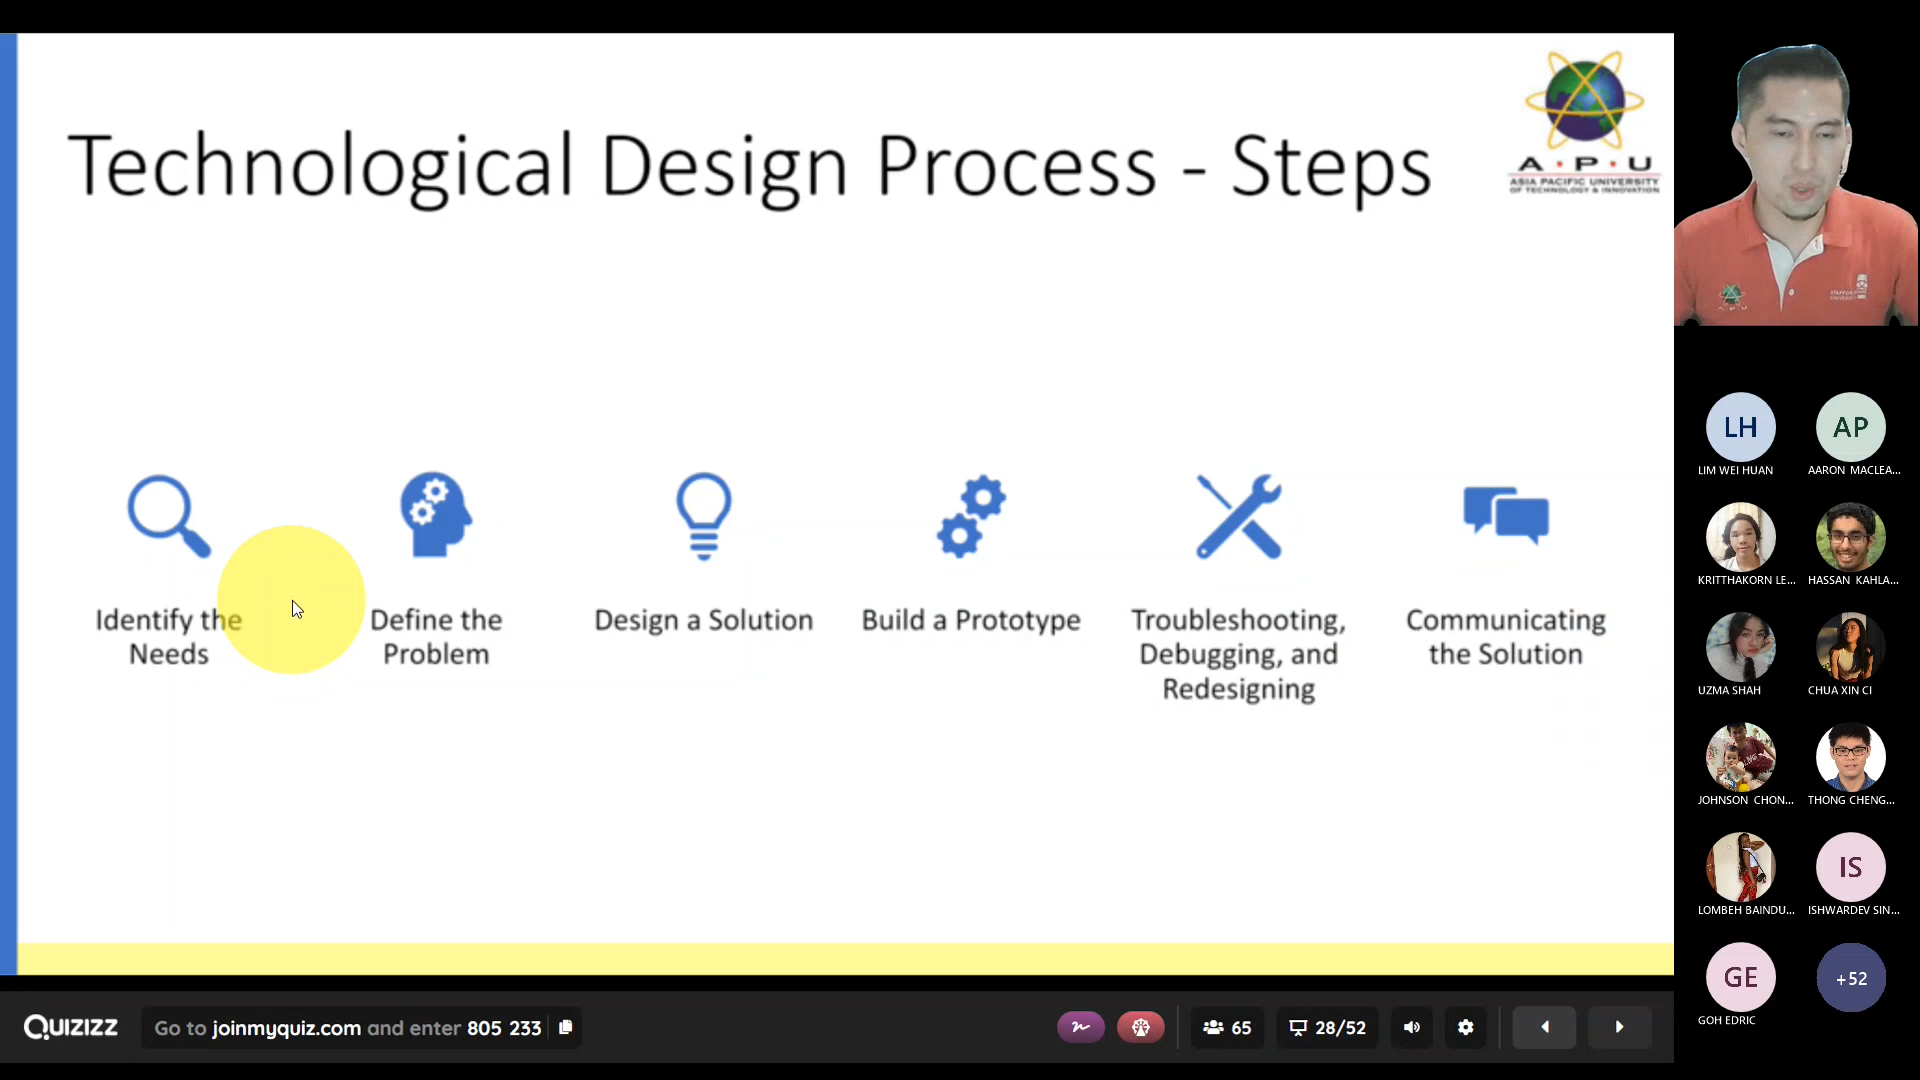 Technological Design Process - Steps
A · P · U
ASIA PACIFIC UNIVERSITY
OF TECHNOLOGY & INNOVATION
Identify the
Needs
Define the
Problem
Design a Solution
Build a Prototype
Troubleshooting,
Debugging, and
Redesigning
Communicating
the Solution
LH
LIM WEI HUAN
AP
AARON MACLEA...
KRITTHAKORN LE...
HASSAN KAHLA...
UZMA SHAH
CHUA XIN CI
JOHNSON CHON...
THONG CHENG...
LOMBEH BAINDU...
IS
ISHWARDEV SIN...
GE
GOH EDRIC
+52
QUIZIZZ
Go to joinmyquiz.com and enter 805 233
65
28/52